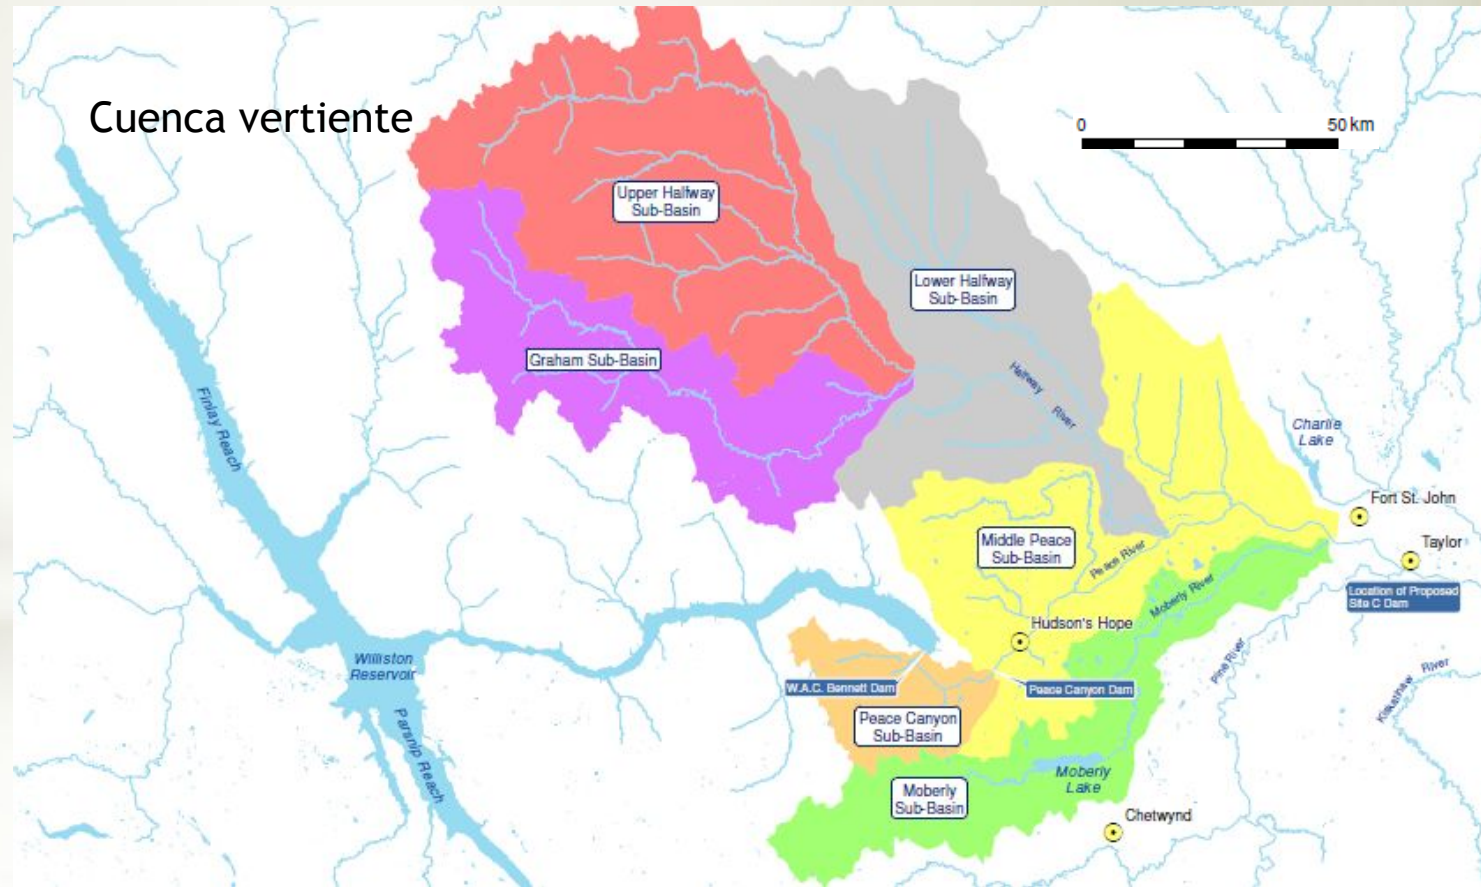 Cuenca vertiente
0 50 km
Upper Halfway
Sub-Basin
Lower Halfway
Sub-Basin
Graham Sub-Basin
Halfway River
Finlay Reach
Charlie
Lake
Fort St. John
Middle Peace
Sub-Basin
Taylor
Peace River
Moberly River
Location of Proposed
Site C Dam
Hudson's Hope
Williston
Reservoir
Pine River
Kiskatinaw River
W.A.C. Bennett Dam
Peace Canyon Dam
Peace Canyon
Sub-Basin
Parsnip Reach
Moberly
Lake
Moberly
Sub-Basin
Chetwynd